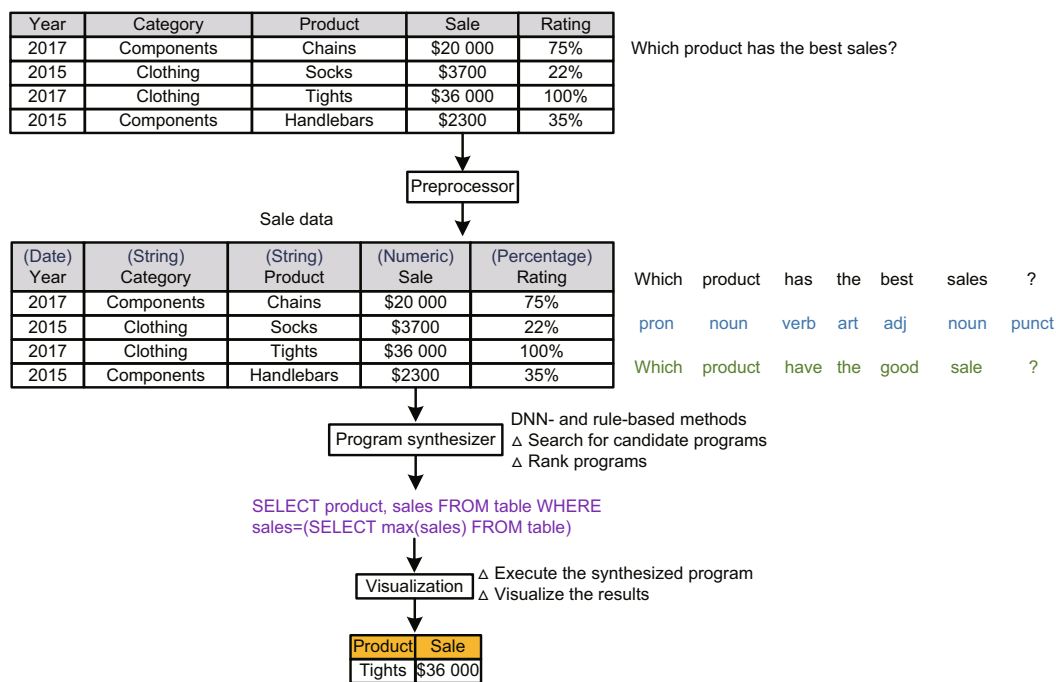 Year Category Product Sale Rating
2017 Components Chains $20 000 75%
2015 Clothing Socks $3700 22%
2017 Clothing Tights $36 000 100%
2015 Components Handlebars $2300 35%
Which product has the best sales?
Preprocessor
Sale data
(Date) (String) (String) (Numeric) (Percentage)
Year Category Product Sale Rating
2017 Components Chains $20 000 75%
2015 Clothing Socks $3700 22%
2017 Clothing Tights $36 000 100%
2015 Components Handlebars $2300 35%
Which product has the best sales ?
pron noun verb art adj noun punct
Which product have the good sale ?
Program synthesizer
DNN- and rule-based methods
△ Search for candidate programs
△ Rank programs
SELECT product, sales FROM table WHERE
sales=(SELECT max(sales) FROM table)
Visualization
△ Execute the synthesized program
△ Visualize the results
Product Sale
Tights $36 000